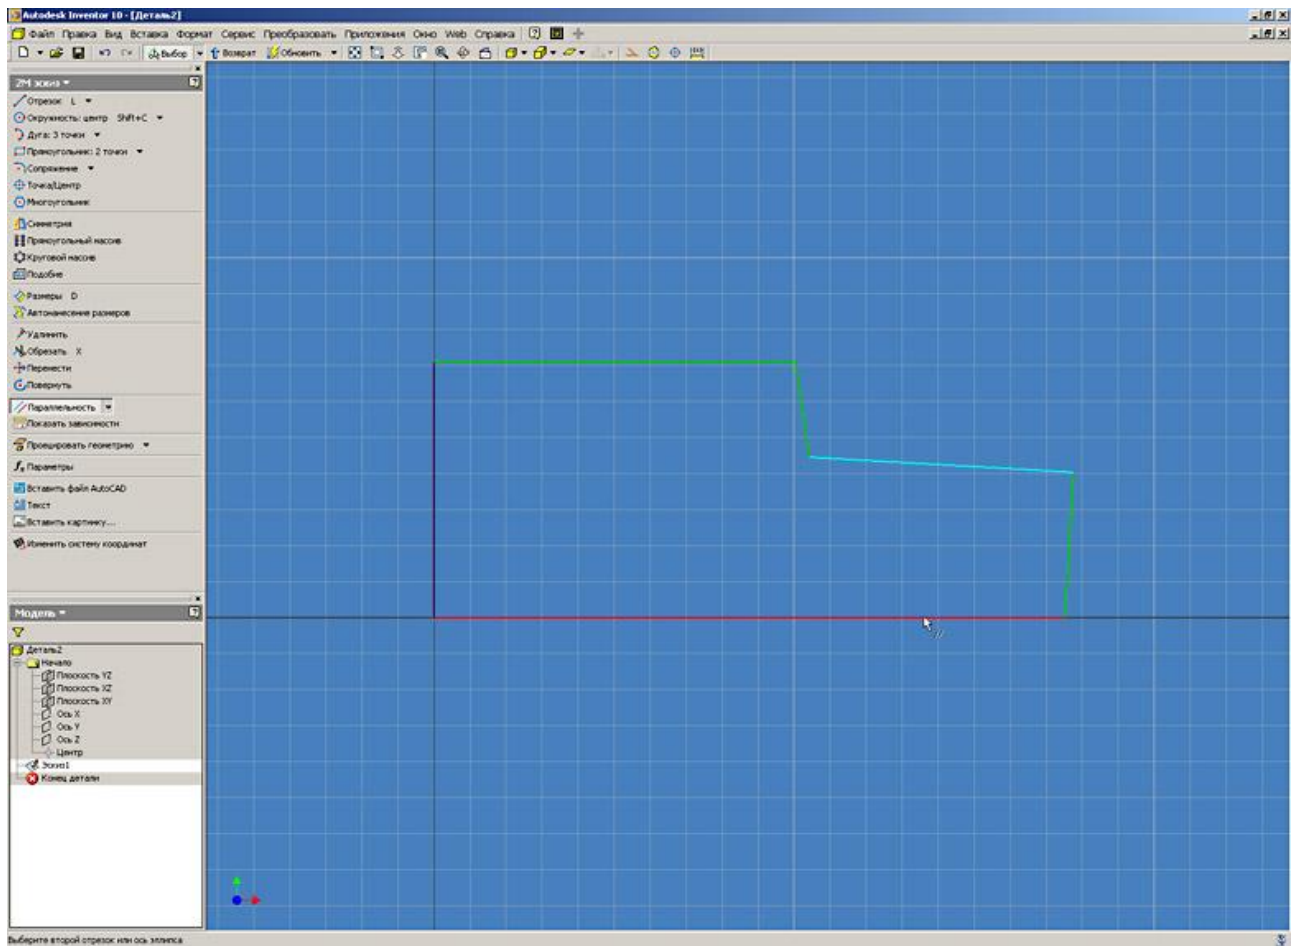 Autodesk Inventor 10 - [Деталь2]
Файл Правка Вид Вставка Формат Сервис Преобразовать Приложения Окно Web Справка
Выбор Возврат Обновить
2М эскиз
Отрезок L
Окружность: центр Shift+C
Дуга: 3 точки
Прямоугольник: 2 точки
Сопряжение
Точка/Центр
Многоугольник
Симметрия
Прямоугольный массив
Круговой массив
Подобие
Размеры D
Автонанесение размеров
Удлинить
Обрезать X
Перенести
Повернуть
Параллельность
Показать зависимости
Проецировать геометрию
fx Параметры
Вставить файл AutoCAD
Текст
Вставить картинку...
Изменить систему координат
Модель
Деталь2
Начало
Плоскость YZ
Плоскость XZ
Плоскость XY
Ось X
Ось Y
Ось Z
Центр
Эскиз1
Конец детали
Выберите второй отрезок или ось эллипса